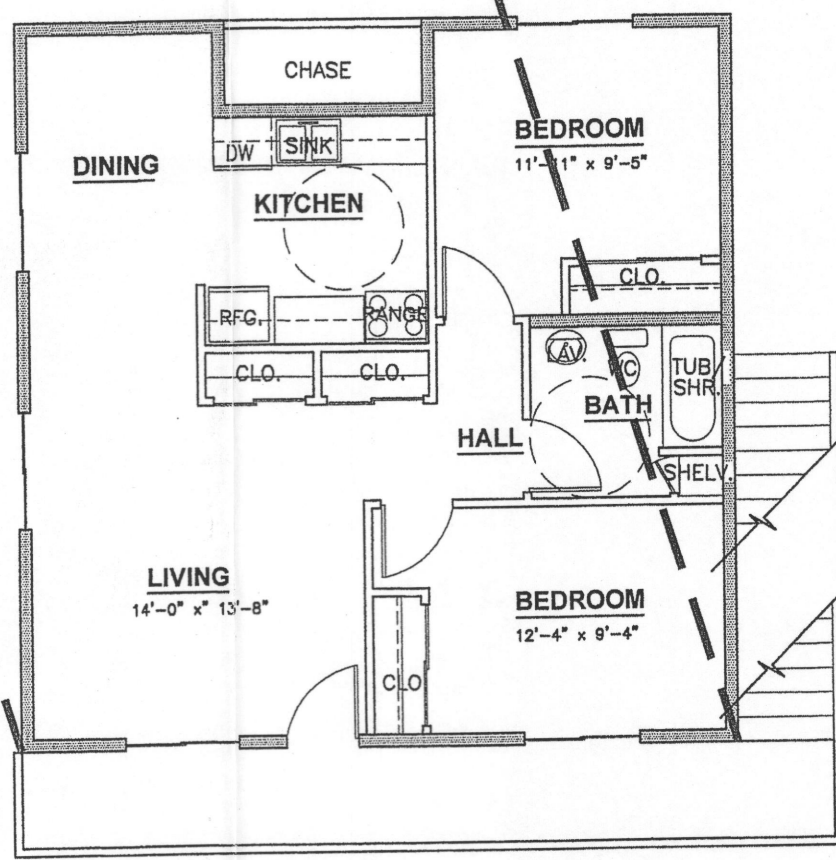 CHASE
BEDROOM
11'-11" x 9'-5"
DINING
DW
SINK
KITCHEN
CLO.
RFG.
RANGE
LAV.
WC
TUB
SHR.
CLO.
CLO.
BATH
HALL
SHELV.
LIVING
14'-0" x" 13'-8"
BEDROOM
12'-4" x 9'-4"
CLO